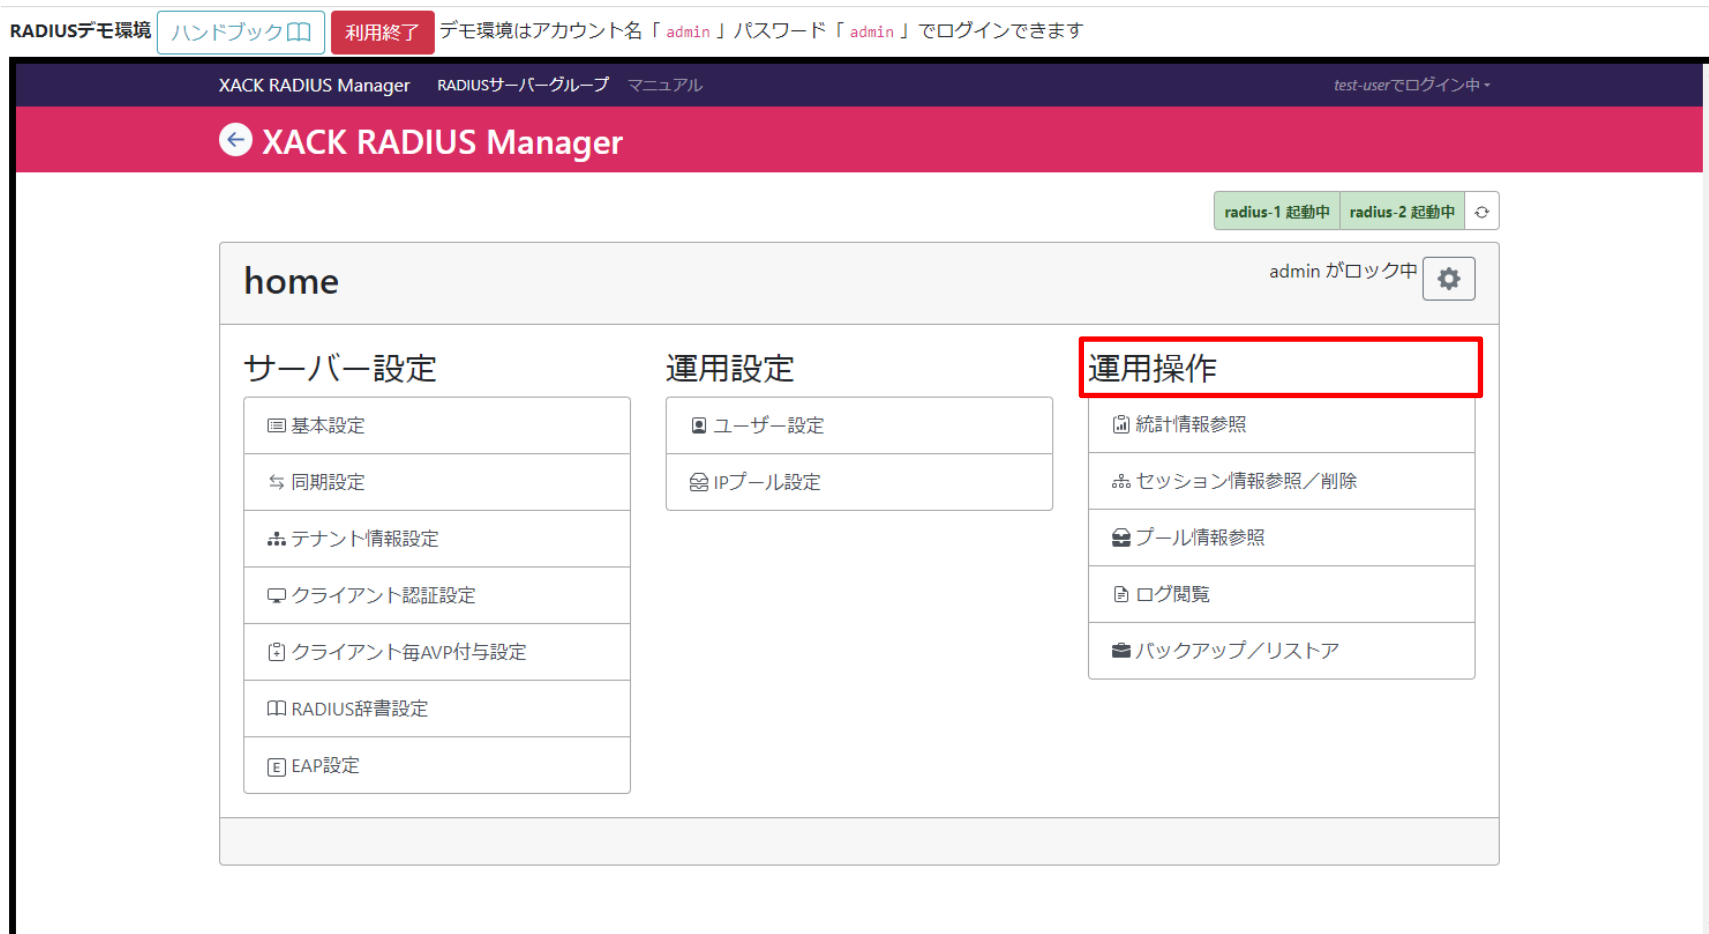 RADIUSデモ環境 ハンドブック 利用終了 デモ環境はアカウント名「 admin 」パスワード「 admin 」でログインできます
XACK RADIUS Manager RADIUSサーバーグループ マニュアル test-userでログイン中
XACK RADIUS Manager
radius-1 起動中 radius-2 起動中
home
admin がロック中
サーバー設定
基本設定
同期設定
テナント情報設定
クライアント認証設定
クライアント毎AVP付与設定
RADIUS辞書設定
E EAP設定
運用設定
ユーザー設定
IPプール設定
運用操作
統計情報参照
セッション情報参照／削除
プール情報参照
ログ閲覧
バックアップ／リストア